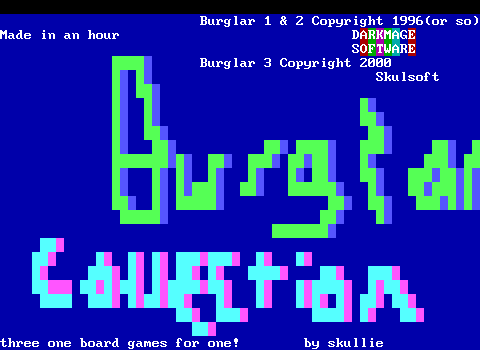 Burglar 1 & 2 Copyright 1996(or so)
Made in an hour
DARKMAGE
SOFTWARE
Burglar 3 Copyright 2000
Skulsoft
Burglar
Collection
three one board games for one!
by skullie